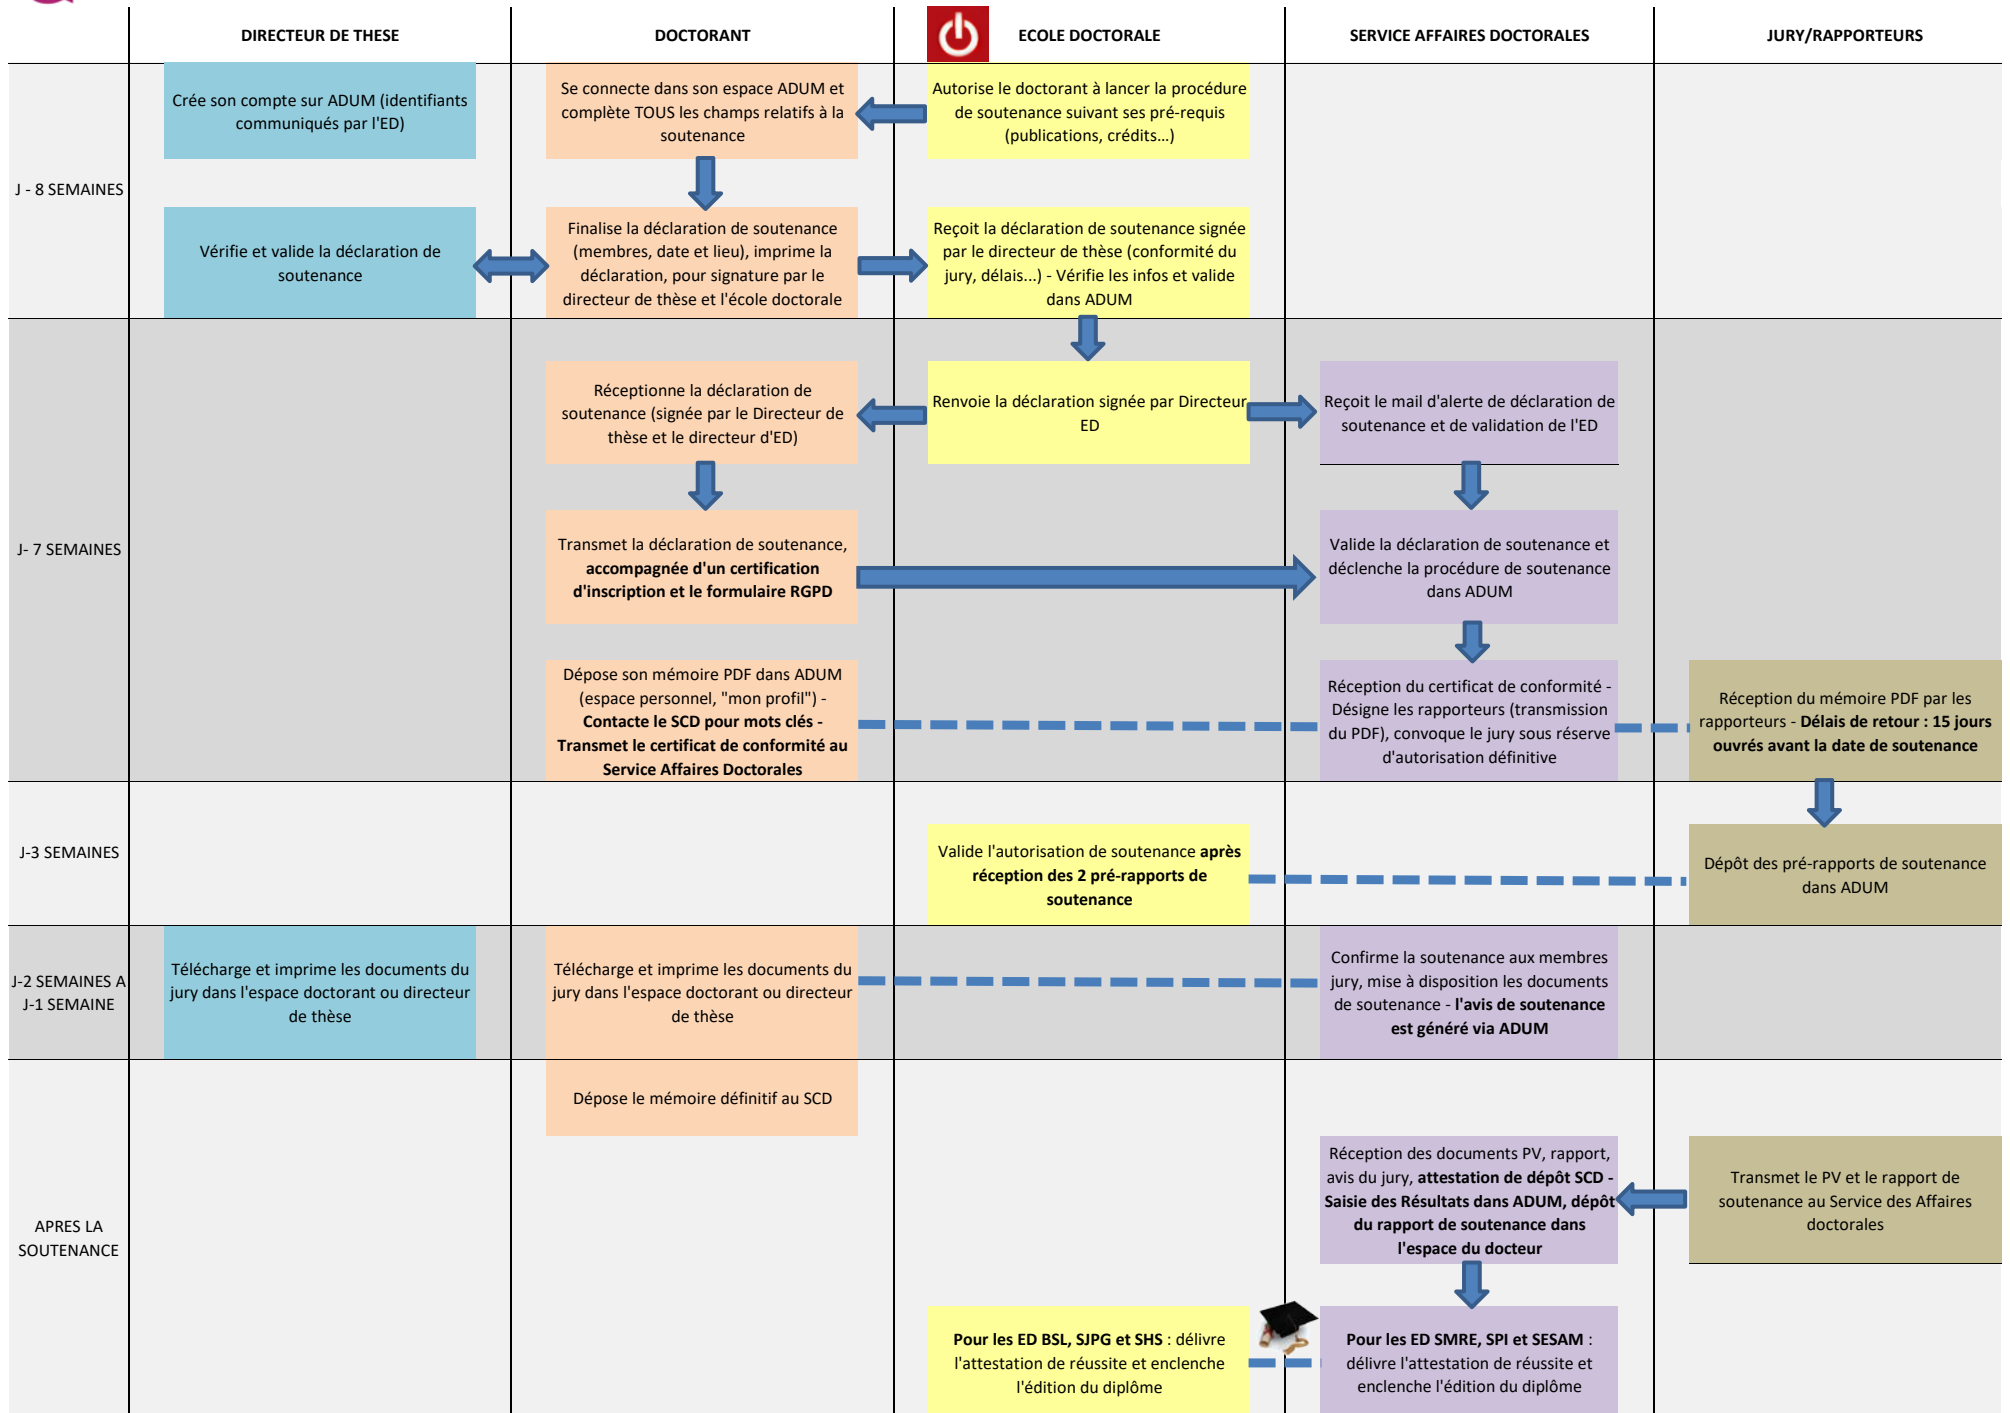 DIRECTEUR DE THESE
DOCTORANT
ECOLE DOCTORALE
SERVICE AFFAIRES DOCTORALES
JURY/RAPPORTEURS
J - 8 SEMAINES
Crée son compte sur ADUM (identifiants
communiqués par l'ED)
Se connecte dans son espace ADUM et
complète TOUS les champs relatifs à la
soutenance
Autorise le doctorant à lancer la procédure
de soutenance suivant ses pré-requis
(publications, crédits...)
Vérifie et valide la déclaration de
soutenance
Finalise la déclaration de soutenance
(membres, date et lieu), imprime la
déclaration, pour signature par le
directeur de thèse et l'école doctorale
Reçoit la déclaration de soutenance signée
par le directeur de thèse (conformité du
jury, délais...) - Vérifie les infos et valide
dans ADUM
J- 7 SEMAINES
Réceptionne la déclaration de
soutenance (signée par le Directeur de
thèse et le directeur d'ED)
Renvoie la déclaration signée par Directeur
ED
Reçoit le mail d'alerte de déclaration de
soutenance et de validation de l'ED
Transmet la déclaration de soutenance,
accompagnée d'un certification
d'inscription et le formulaire RGPD
Valide la déclaration de soutenance et
déclenche la procédure de soutenance
dans ADUM
Dépose son mémoire PDF dans ADUM
(espace personnel, "mon profil") -
Contacte le SCD pour mots clés -
Transmet le certificat de conformité au
Service Affaires Doctorales
Réception du certificat de conformité -
Désigne les rapporteurs (transmission
du PDF), convoque le jury sous réserve
d'autorisation définitive
Réception du mémoire PDF par les
rapporteurs - Délais de retour : 15 jours
ouvrés avant la date de soutenance
J-3 SEMAINES
Valide l'autorisation de soutenance après
réception des 2 pré-rapports de
soutenance
Dépôt des pré-rapports de soutenance
dans ADUM
J-2 SEMAINES A
J-1 SEMAINE
Télécharge et imprime les documents du
jury dans l'espace doctorant ou directeur
de thèse
Télécharge et imprime les documents du
jury dans l'espace doctorant ou directeur
de thèse
Confirme la soutenance aux membres
jury, mise à disposition les documents
de soutenance - l'avis de soutenance
est généré via ADUM
APRES LA
SOUTENANCE
Dépose le mémoire définitif au SCD
Réception des documents PV, rapport,
avis du jury, attestation de dépôt SCD -
Saisie des Résultats dans ADUM, dépôt
du rapport de soutenance dans
l'espace du docteur
Transmet le PV et le rapport de
soutenance au Service des Affaires
doctorales
Pour les ED BSL, SJPG et SHS : délivre
l'attestation de réussite et enclenche
l'édition du diplôme
Pour les ED SMRE, SPI et SESAM :
délivre l'attestation de réussite et
enclenche l'édition du diplôme